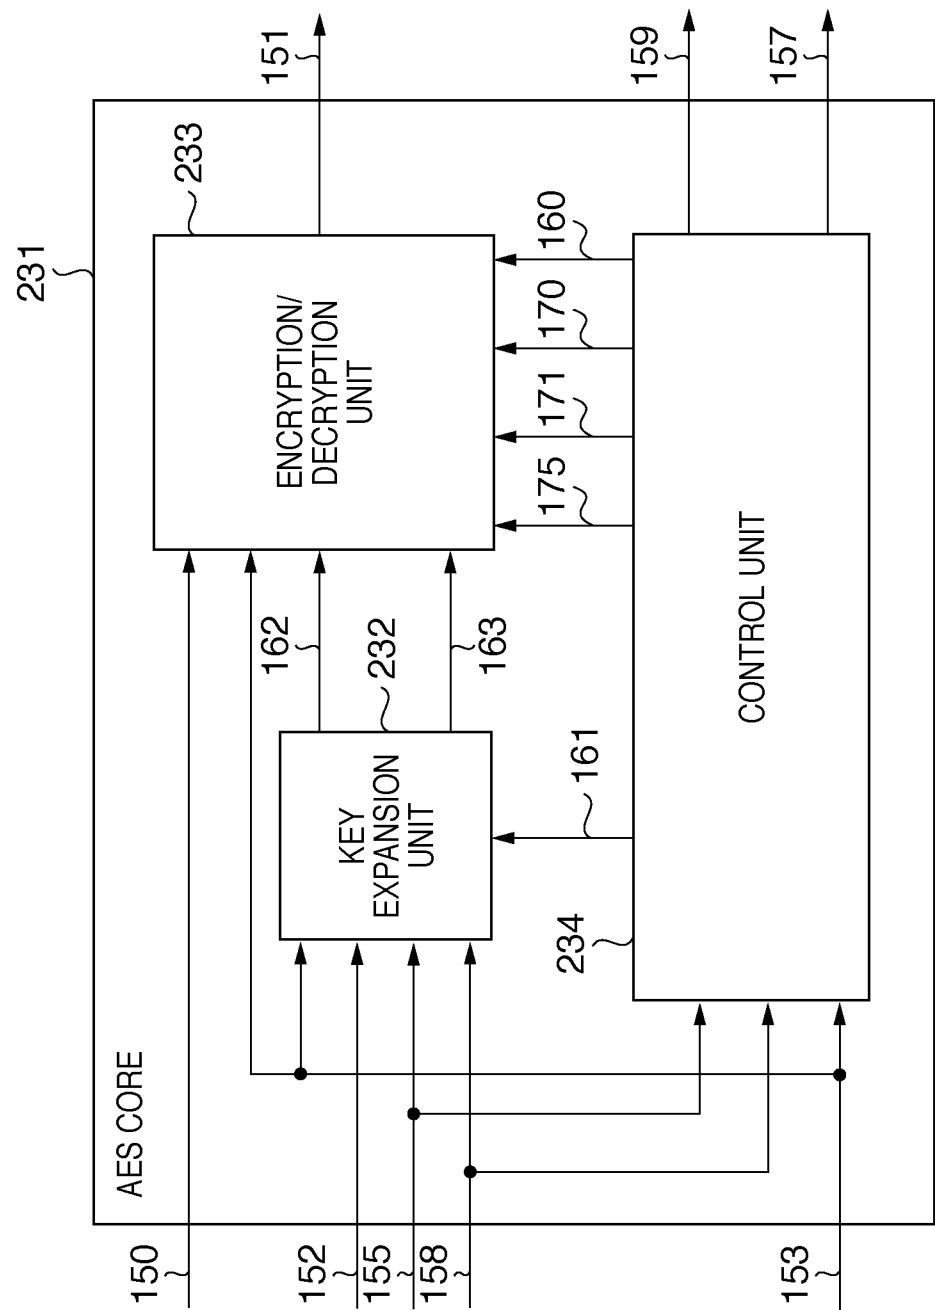 231
AES CORE
233
ENCRYPTION/
DECRYPTION
UNIT
151
150
162
232
163
KEY
EXPANSION
UNIT
152
155
158
161
175
171
170
160
234
CONTROL UNIT
159
157
153